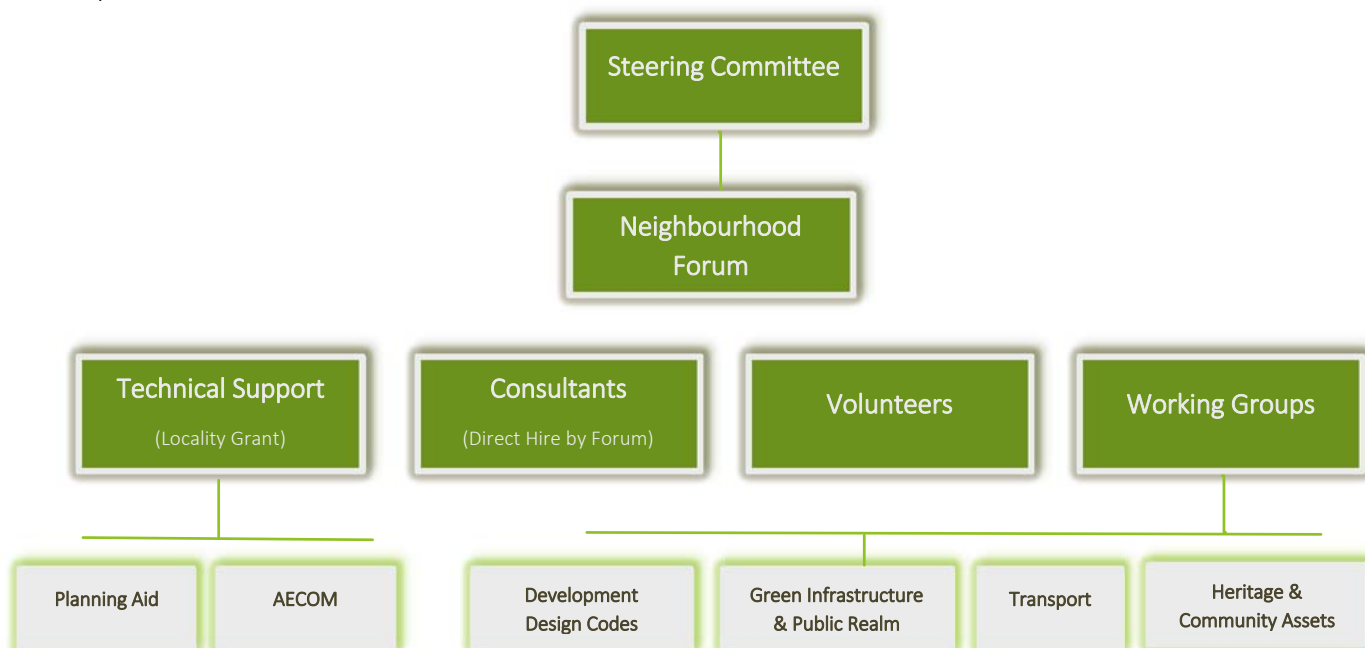 Steering Committee
Neighbourhood
Forum
Technical Support
(Locality Grant)
Consultants
(Direct Hire by Forum)
Volunteers
Working Groups
Planning Aid
AECOM
Development
Design Codes
Green Infrastructure
& Public Realm
Transport
Heritage &
Community Assets